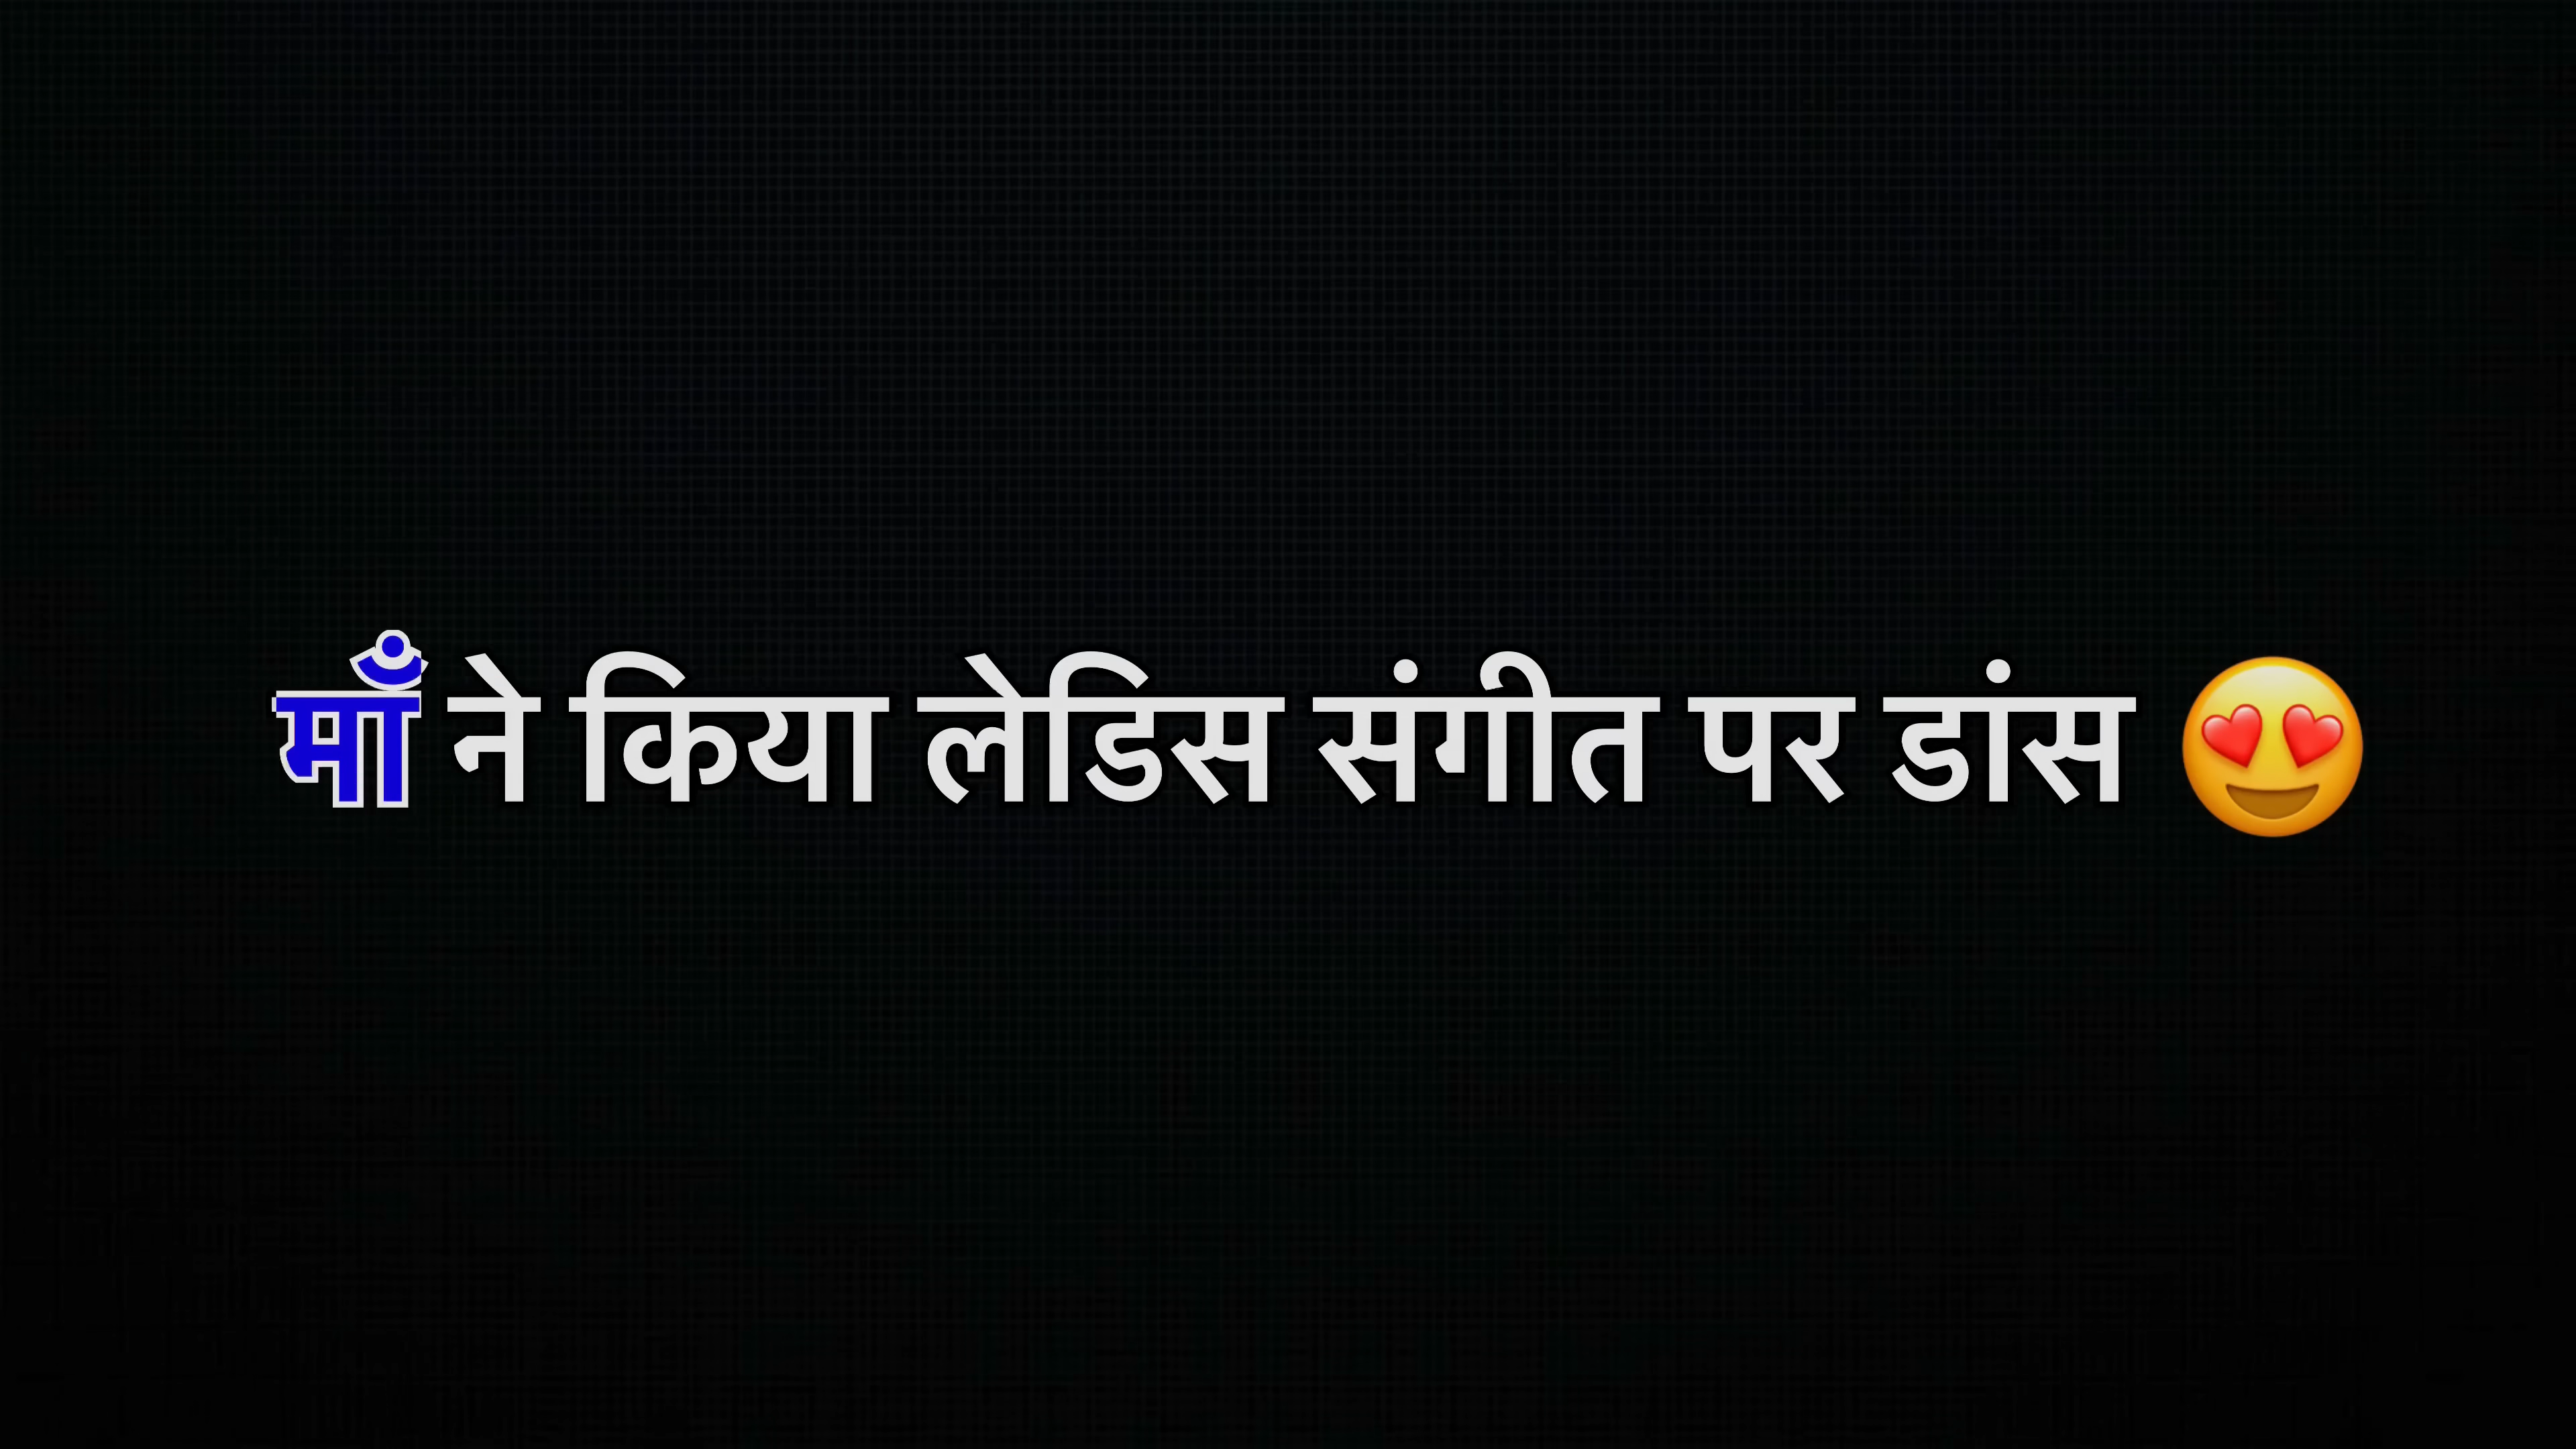 माँ ने किया लेडिस संगीत पर डांस 😍